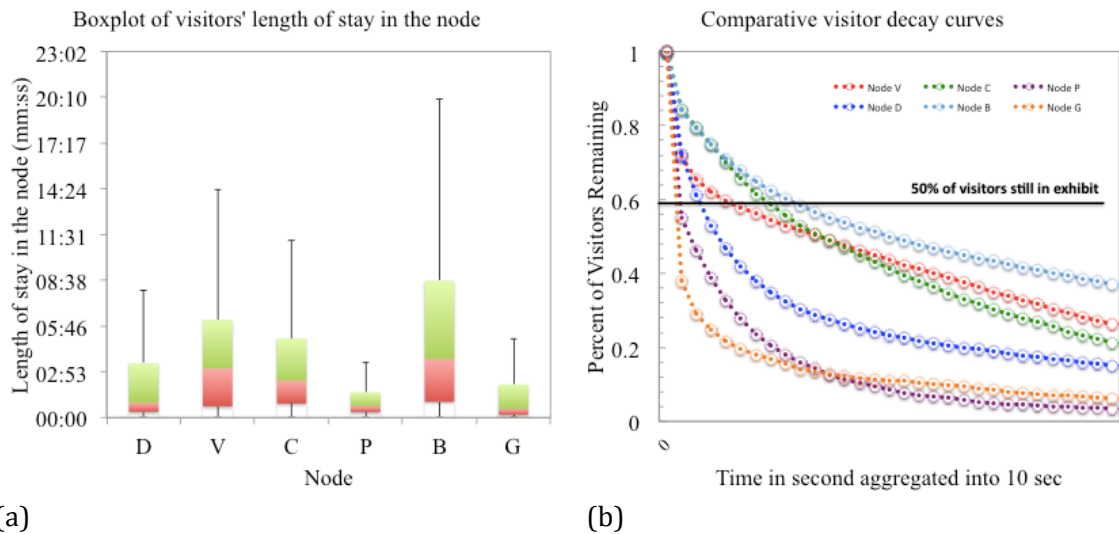 Boxplot of visitors' length of stay in the node
Length of stay in the node (mm:ss)
23:02
20:10
17:17
14:24
11:31
08:38
05:46
02:53
00:00
D V C P B G
Node
(a)
Comparative visitor decay curves
Percent of Visitors Remaining
1
0.8
0.6
0.4
0.2
0
Node V Node C Node P
Node D Node B Node G
50% of visitors still in exhibit
0
Time in second aggregated into 10 sec
(b)